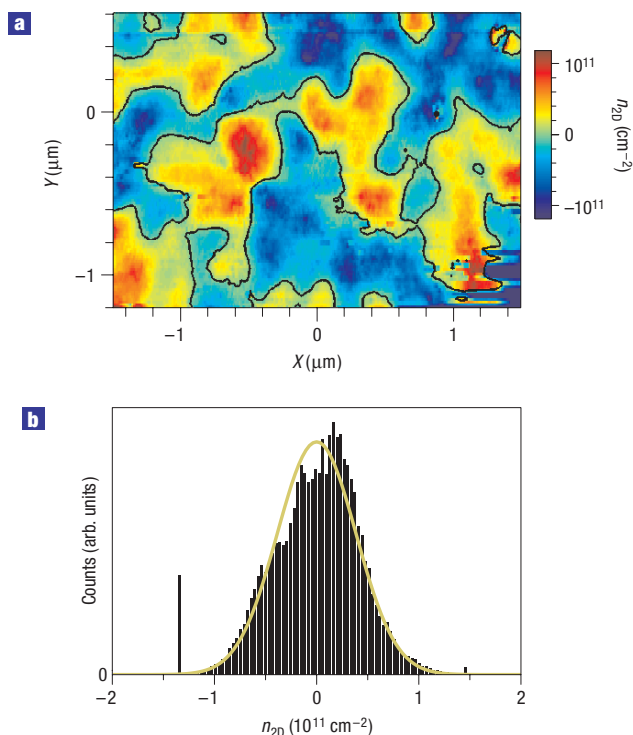 a
0
−1
Y (μm)
−1
0
1
X (μm)
10¹¹
0
−10¹¹
n₂D (cm⁻²)
b
Counts (arb. units)
0
−2
−1
0
1
2
n₂D (10¹¹ cm⁻²)